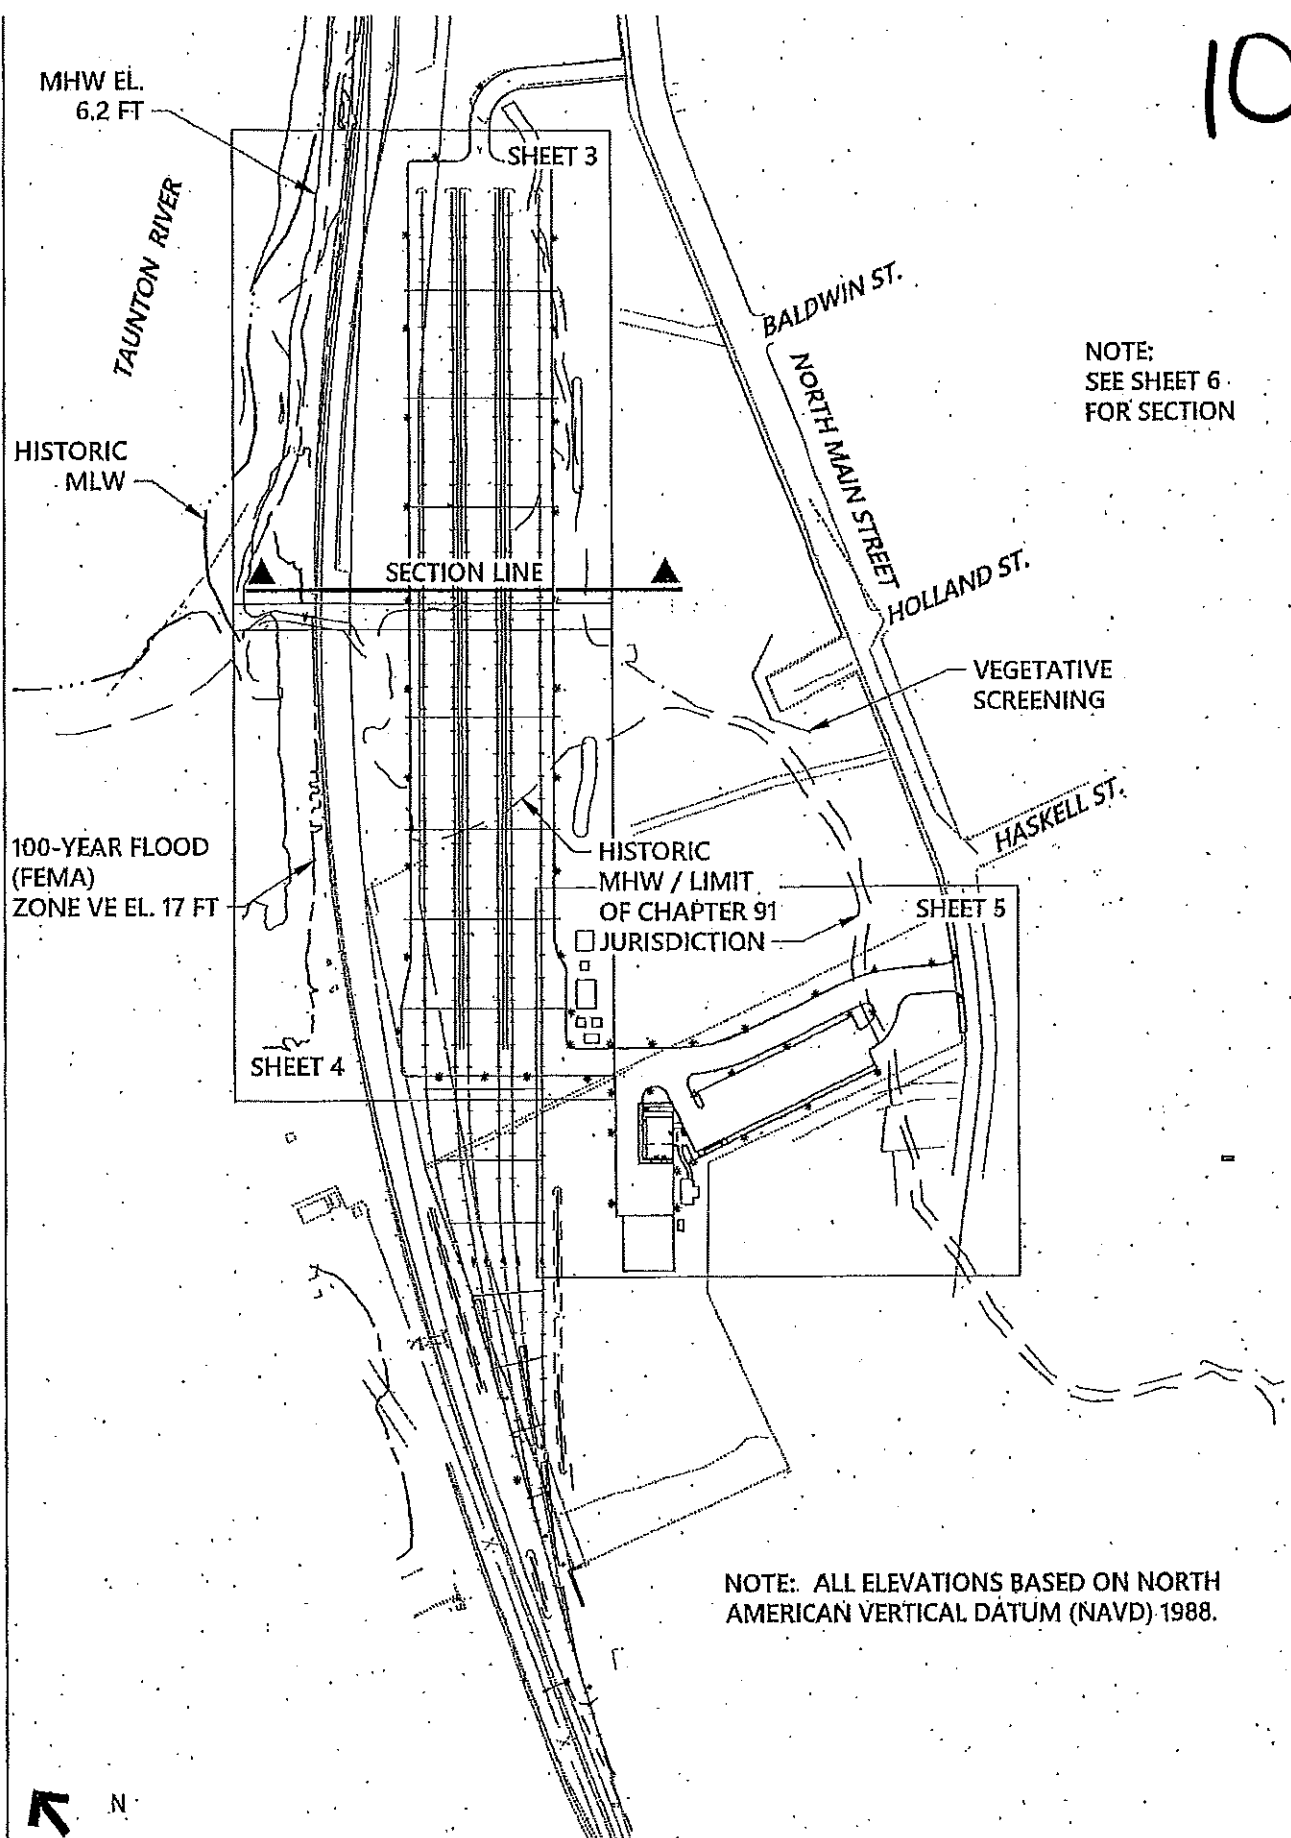 10
MHW EL.
6.2 FT
SHEET 3
TAUNTON RIVER
BALDWIN ST.
NOTE:
SEE SHEET 6
FOR SECTION
NORTH MAIN STREET
HISTORIC
MLW
SECTION LINE
HOLLAND ST.
VEGETATIVE
SCREENING
HASKELL ST.
100-YEAR FLOOD
(FEMA)
ZONE VE EL. 17 FT
HISTORIC
MHW / LIMIT
OF CHAPTER 91
JURISDICTION
SHEET 5
SHEET 4
NOTE: ALL ELEVATIONS BASED ON NORTH
AMERICAN VERTICAL DATUM (NAVD) 1988.
N